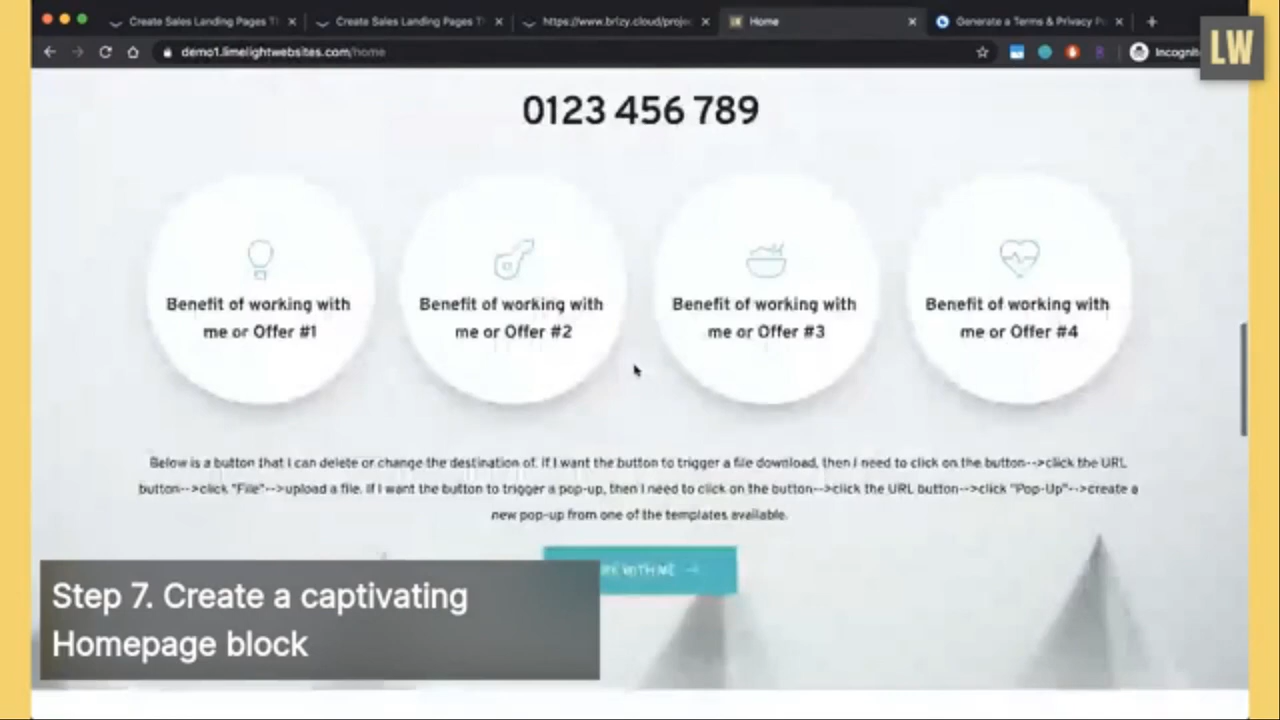 Create Sales Landing Pages T
Create Sales Landing Pages T
https://www.brizy.cloud/proje
Home
Generate a Terms & Privacy P
demo1.limelightwebsites.com/home
Incognit
LW
0123 456 789
Benefit of working with
me or Offer #1
Benefit of working with
me or Offer #2
Benefit of working with
me or Offer #3
Benefit of working with
me or Offer #4
Below is a button that I can delete or change the destination of. If I want the button to trigger a file download, then I need to click on the button-->click the URL
button-->click "File"-->upload a file. If I want the button to trigger a pop-up, then I need to click on the button-->click the URL button-->click "Pop-Up"-->create a
new pop-up from one of the templates available.
WITH ME
Step 7. Create a captivating
Homepage block